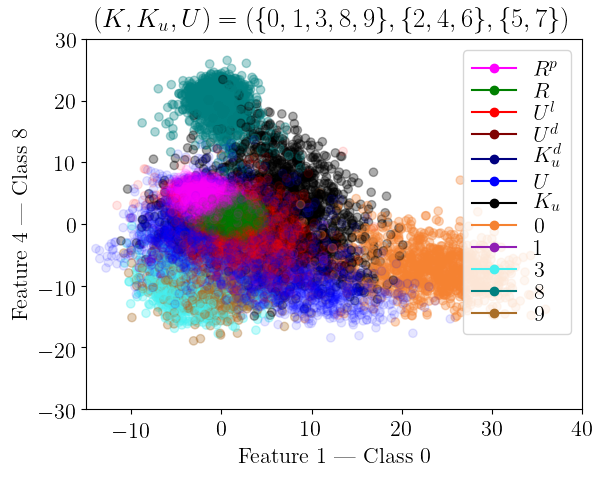 (K, K_u, U) = ({0, 1, 3, 8, 9}, {2, 4, 6}, {5, 7})
30
20
10
0
−10
−20
−30
Feature 4 — Class 8
R^p
R
U^l
U^d
K_u^d
U
K_u
0
1
3
8
9
−10
0
10
20
30
40
Feature 1 — Class 0